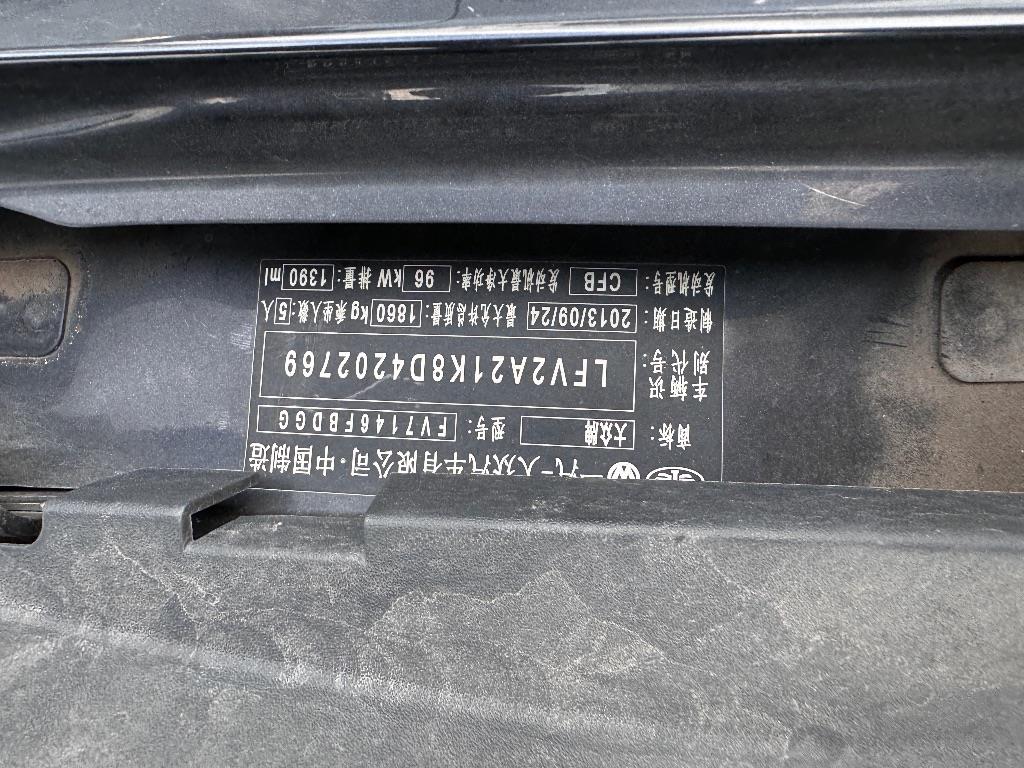 一汽-大众汽车有限公司·中国制造
商标: 大众牌 型号: FV7146FBDGG
车辆识别代号: LFV2A21K8D4202769
制造日期: 2013/09/24 最大允许总质量: 1860 kg 乘坐人数: 5 人
发动机型号: CFB 发动机最大净功率: 96 kW 排量: 1390 ml